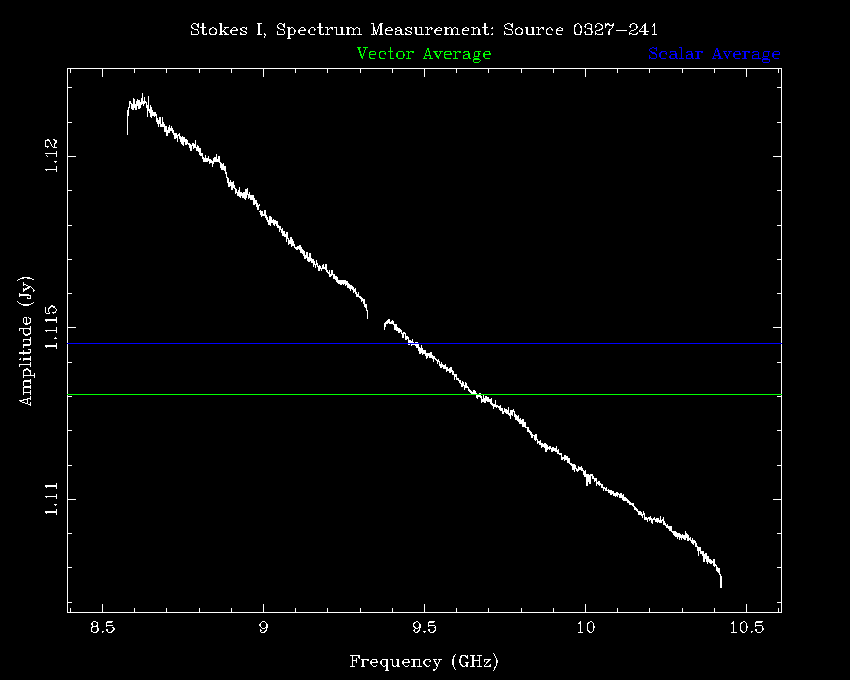 Stokes I, Spectrum Measurement: Source 0327−241
Vector Average Scalar Average
1.12
1.115
1.11
Amplitude (Jy)
8.5 9 9.5 10 10.5
Frequency (GHz)